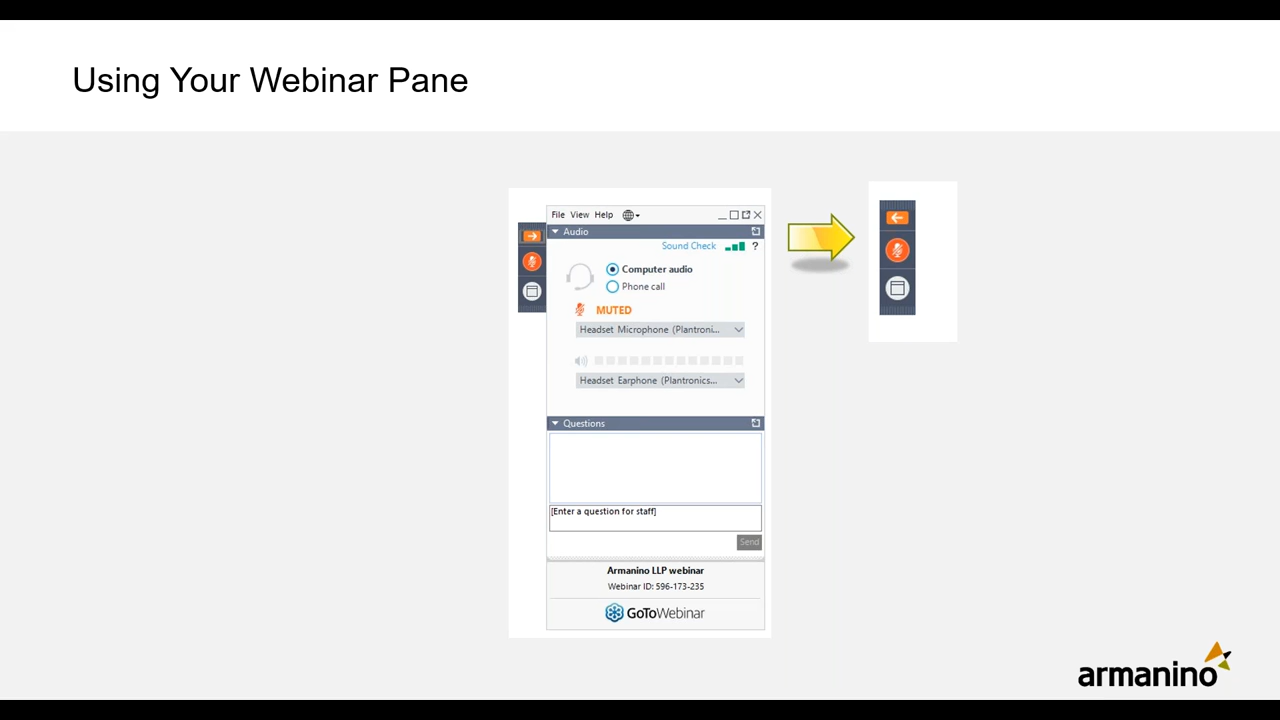 Using Your Webinar Pane
File View Help
Audio
Sound Check ?
Computer audio
Phone call
MUTED
Headset Microphone (Plantroni...
Headset Earphone (Plantronics...
Questions
[Enter a question for staff]
Send
Armanino LLP webinar
Webinar ID: 596-173-235
GoToWebinar
armanino